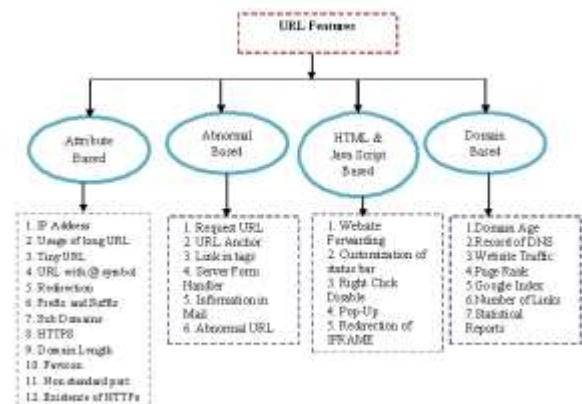 URL Features
Attribute
Based
Abnormal
Based
HTML &
Java Script
Based
Domain
Based
1. IP Address
2. Usage of long URL
3. Tiny URL
4. URL with @ symbol
5. Redirection
6. Prefix and Suffix
7. Sub Domains
8. HTTPS
9. Domain Length
10. Favicon
11. Non standard port
12. Existence of HTTPs
1. Request URL
2. URL Anchor
3. Link in tags
4. Server Form
Handler
5. Information in
Mail
6. Abnormal URL
1. Website
Forwarding
2. Customization of
status bar
3. Right Click
Disable
4. Pop-Up
5. Redirection of
IFRAME
1.Domain Age
2.Record of DNS
3.Website Traffic
4.Page Rank
5.Google Index
6.Number of Links
7.Statistical
Reports